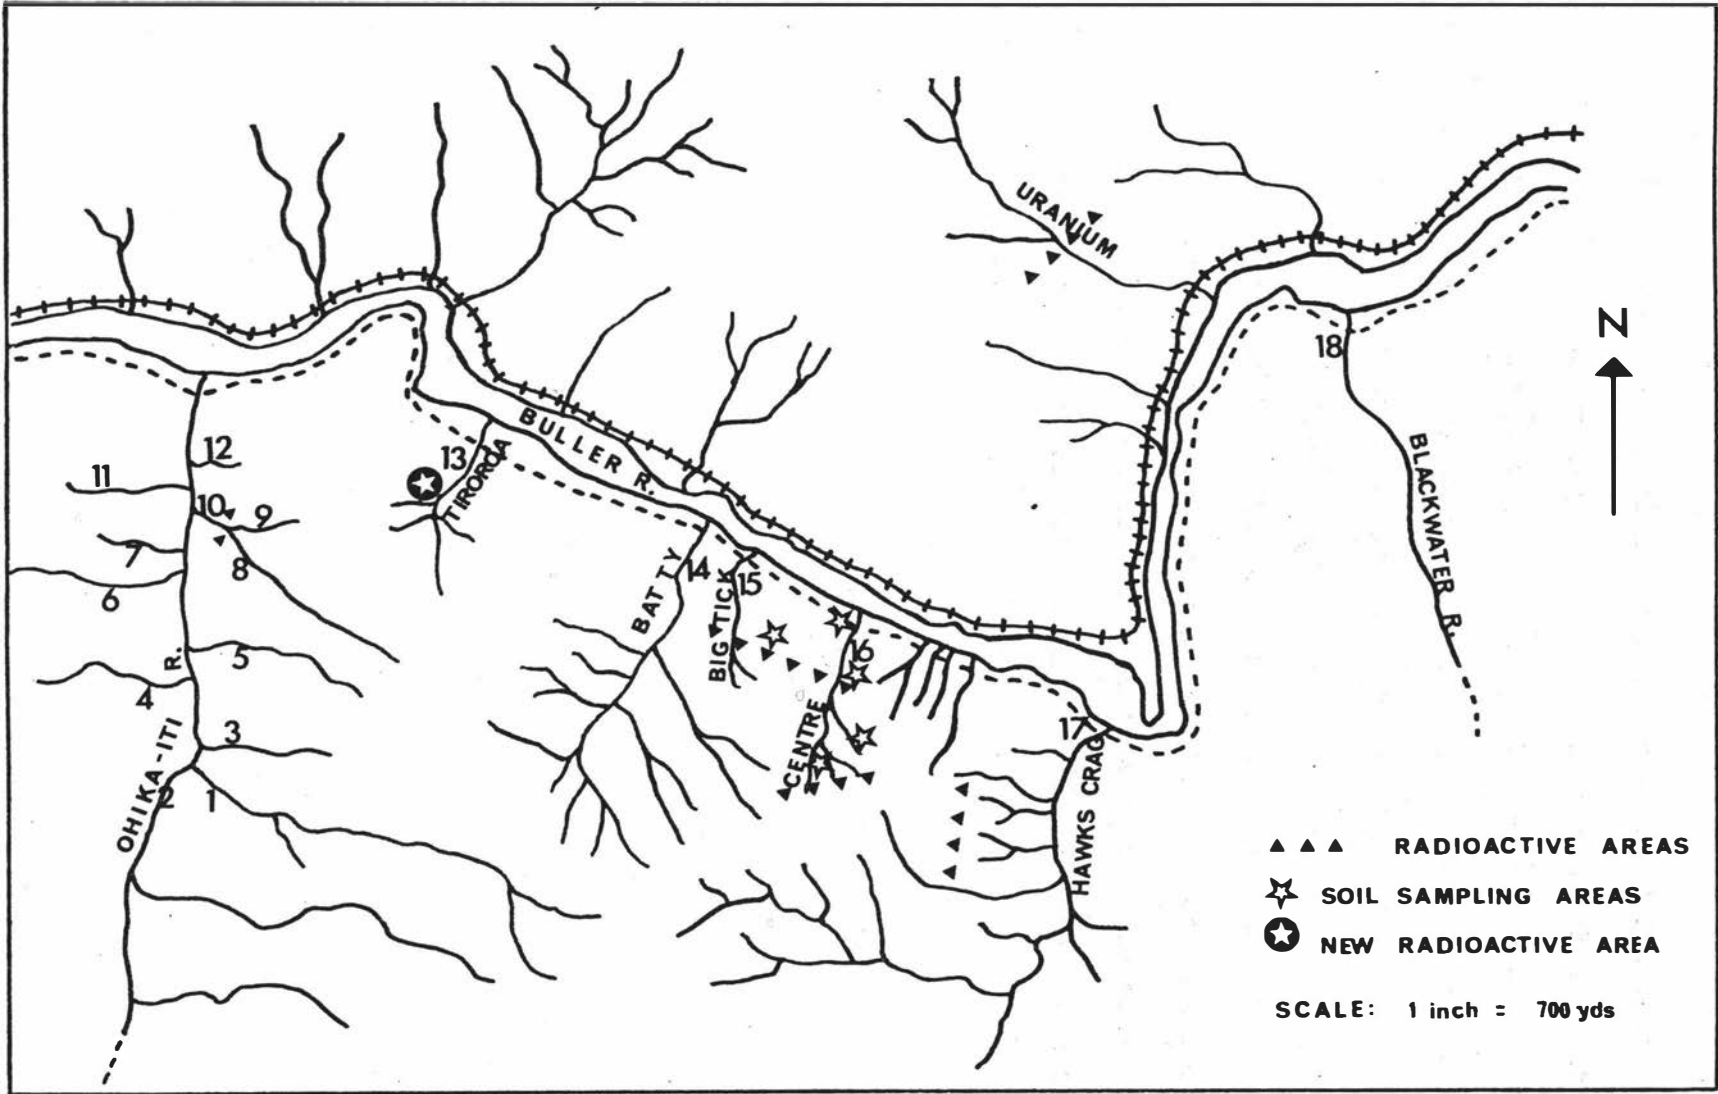 URANIUM
N
18
BULLER R.
13
TIROROA
12
11
10
9
BLACKWATER R.
7
8
6
14
15
BATTY
BIG TICK
16
5
R.
4
CENTRE
3
17
OHIKA-ITI
2
1
HAWKS CRAG
RADIOACTIVE AREAS
SOIL SAMPLING AREAS
NEW RADIOACTIVE AREA
SCALE: 1 inch = 700 yds